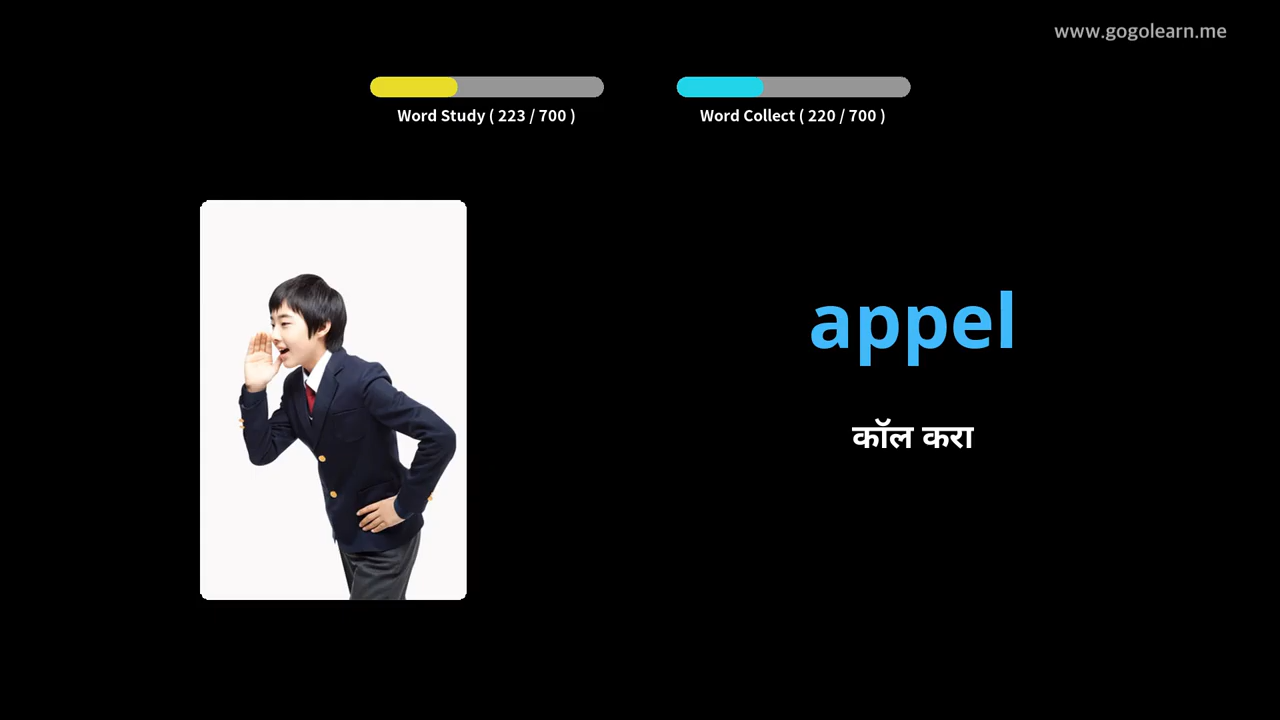 www.gogolearn.me
Word Study ( 223 / 700 )
Word Collect ( 220 / 700 )
appel
कॉल करा